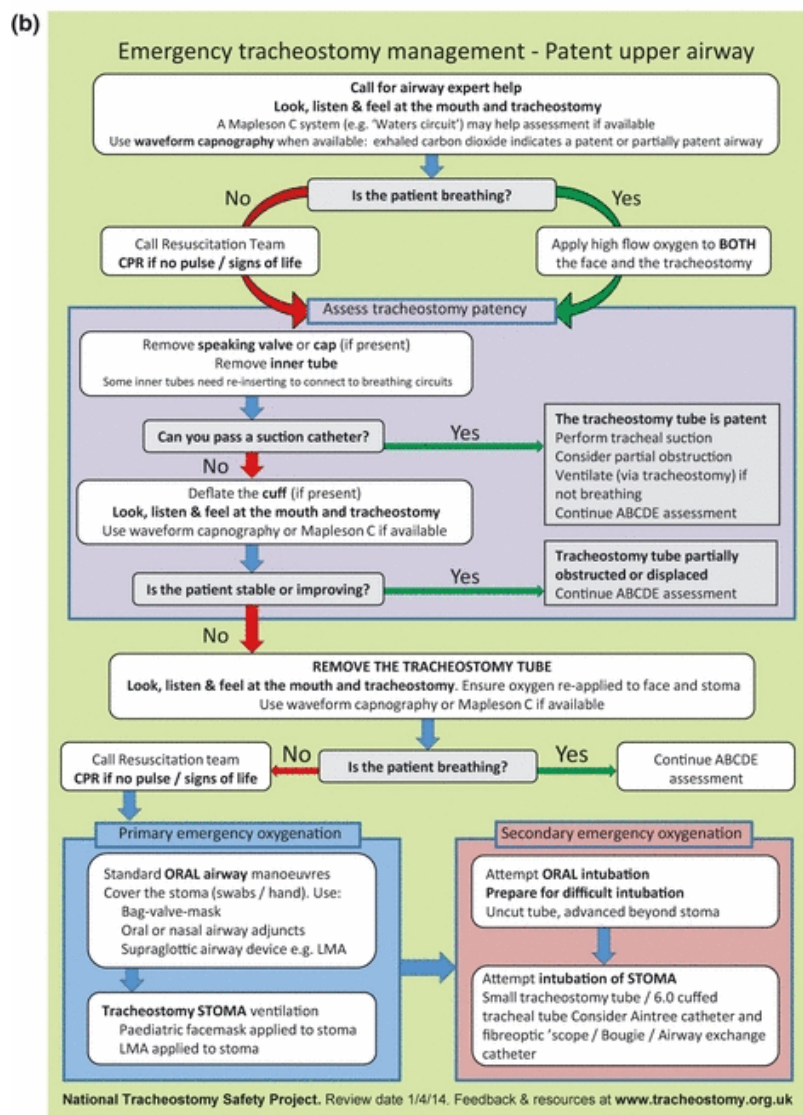 (b)
Emergency tracheostomy management - Patent upper airway
Call for airway expert help
Look, listen & feel at the mouth and tracheostomy
A Mapleson C system (e.g. 'Waters circuit') may help assessment if available
Use waveform capnography when available: exhaled carbon dioxide indicates a patent or partially patent airway
No
Is the patient breathing?
Yes
Call Resuscitation Team
CPR if no pulse / signs of life
Apply high flow oxygen to BOTH
the face and the tracheostomy
Assess tracheostomy patency
Remove speaking valve or cap (if present)
Remove inner tube
Some inner tubes need re-inserting to connect to breathing circuits
Can you pass a suction catheter?
Yes
The tracheostomy tube is patent
Perform tracheal suction
Consider partial obstruction
Ventilate (via tracheostomy) if
not breathing
Continue ABCDE assessment
No
Deflate the cuff (if present)
Look, listen & feel at the mouth and tracheostomy
Use waveform capnography or Mapleson C if available
Is the patient stable or improving?
Yes
Tracheostomy tube partially
obstructed or displaced
Continue ABCDE assessment
No
REMOVE THE TRACHEOSTOMY TUBE
Look, listen & feel at the mouth and tracheostomy. Ensure oxygen re-applied to face and stoma
Use waveform capnography or Mapleson C if available
Call Resuscitation team
CPR if no pulse / signs of life
No
Is the patient breathing?
Yes
Continue ABCDE
assessment
Primary emergency oxygenation
Standard ORAL airway manoeuvres
Cover the stoma (swabs / hand). Use:
Bag-valve-mask
Oral or nasal airway adjuncts
Supraglottic airway device e.g. LMA
Tracheostomy STOMA ventilation
Paediatric facemask applied to stoma
LMA applied to stoma
Secondary emergency oxygenation
Attempt ORAL intubation
Prepare for difficult intubation
Uncut tube, advanced beyond stoma
Attempt intubation of STOMA
Small tracheostomy tube / 6.0 cuffed
tracheal tube Consider Aintree catheter and
fibreoptic 'scope / Bougie / Airway exchange
catheter
National Tracheostomy Safety Project. Review date 1/4/14. Feedback & resources at www.tracheostomy.org.uk